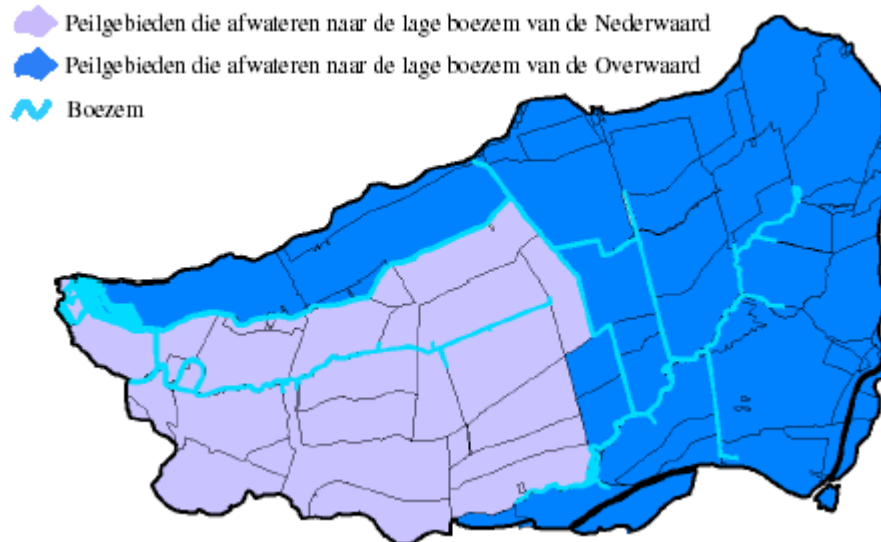 Peilgebieden die afwateren naar de lage boezem van de Nederwaard
Peilgebieden die afwateren naar de lage boezem van de Overwaard
Boezem